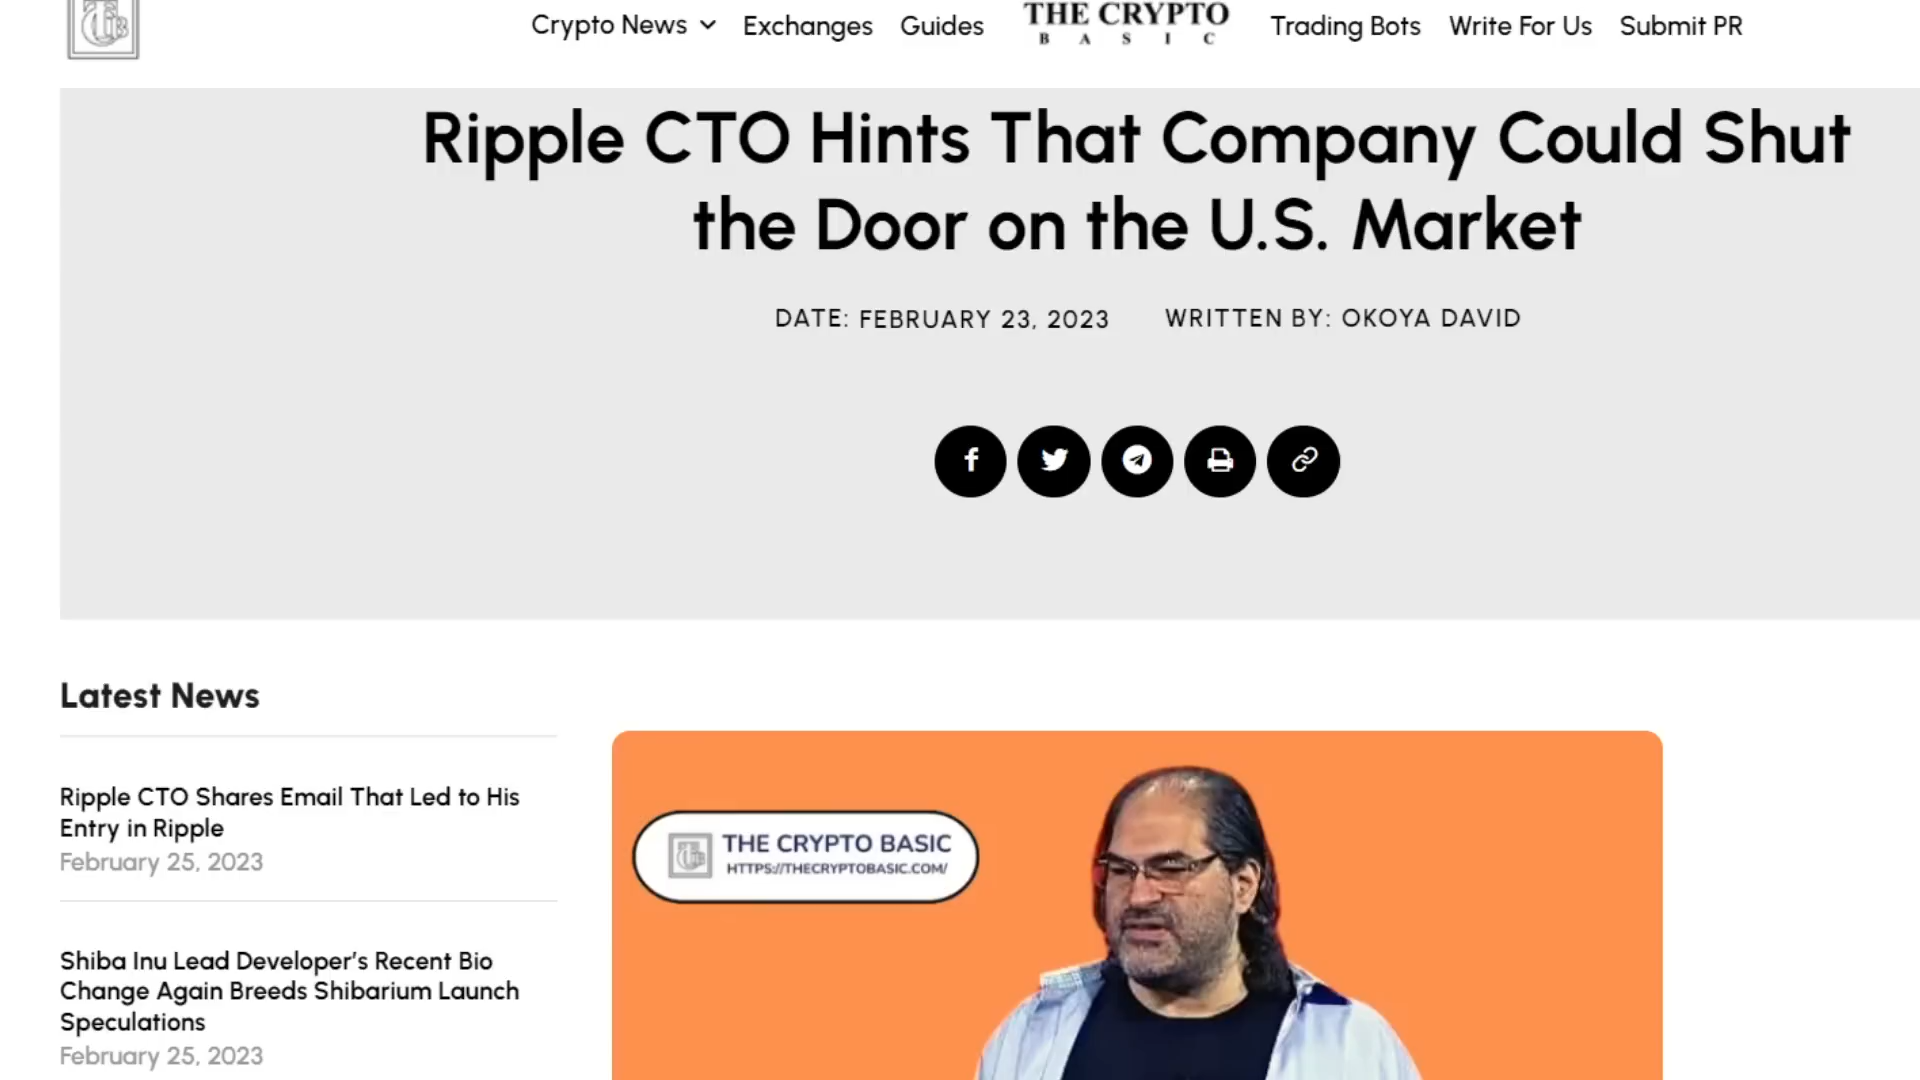 Crypto News
Exchanges
Guides
THE CRYPTO
BASIC
Trading Bots
Write For Us
Submit PR
Ripple CTO Hints That Company Could Shut
the Door on the U.S. Market
DATE: FEBRUARY 23, 2023
WRITTEN BY: OKOYA DAVID
Latest News
Ripple CTO Shares Email That Led to His
Entry in Ripple
February 25, 2023
Shiba Inu Lead Developer’s Recent Bio
Change Again Breeds Shibarium Launch
Speculations
February 25, 2023
THE CRYPTO BASIC
HTTPS://THECRYPTOBASIC.COM/